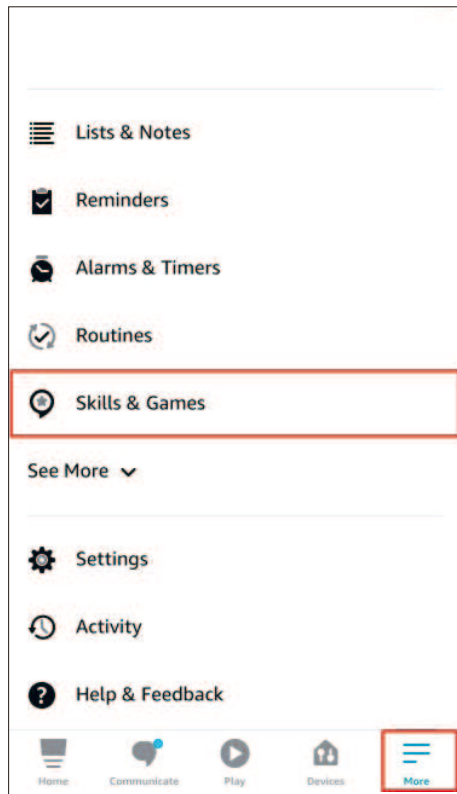 Lists & Notes
Reminders
Alarms & Timers
Routines
Skills & Games
See More
Settings
Activity
Help & Feedback
Home Communicate Play Devices More